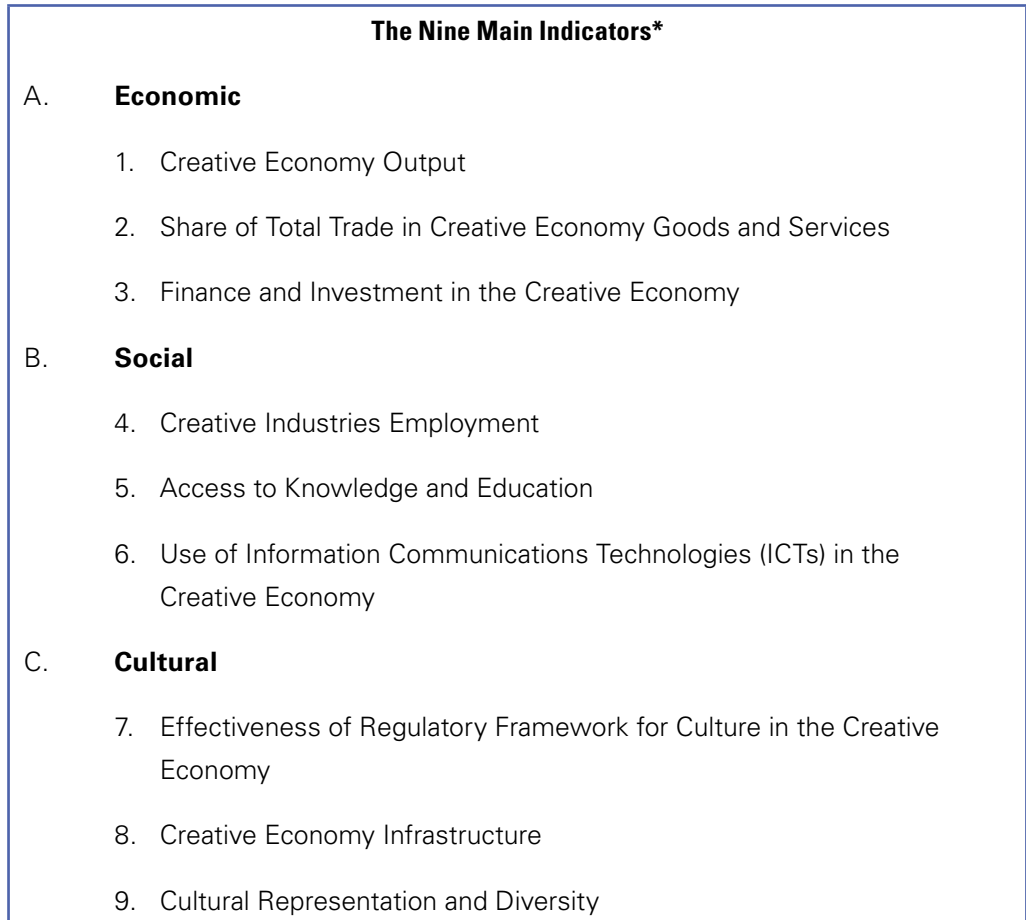 The Nine Main Indicators*
A. Economic
1. Creative Economy Output
2. Share of Total Trade in Creative Economy Goods and Services
3. Finance and Investment in the Creative Economy
B. Social
4. Creative Industries Employment
5. Access to Knowledge and Education
6. Use of Information Communications Technologies (ICTs) in the
Creative Economy
C. Cultural
7. Effectiveness of Regulatory Framework for Culture in the Creative
Economy
8. Creative Economy Infrastructure
9. Cultural Representation and Diversity